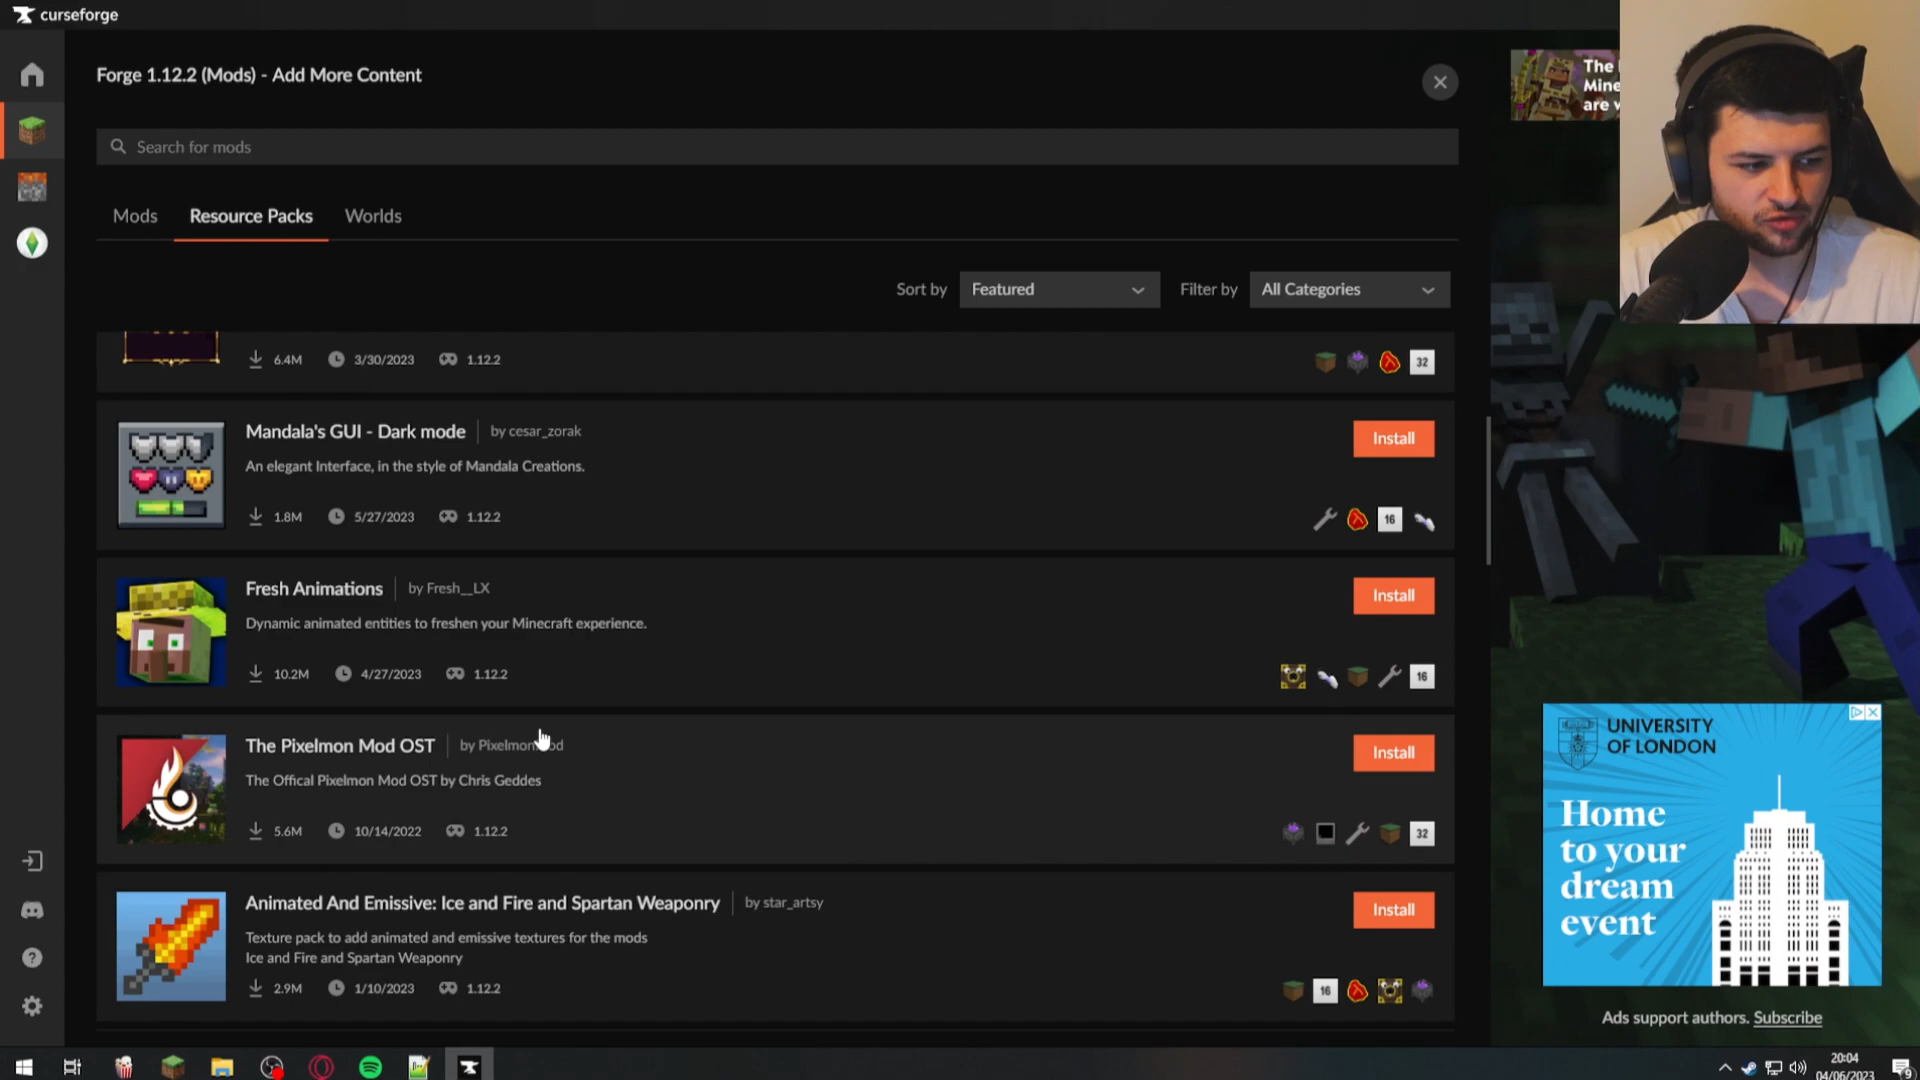 curseforge
Forge 1.12.2 (Mods) - Add More Content
The
Mine
are
Search for mods
Mods Resource Packs Worlds
Sort by Featured Filter by All Categories
6.4M 3/30/2023 1.12.2 32
Mandala's GUI - Dark mode by cesar_zorak
Install
An elegant Interface, in the style of Mandala Creations.
1.8M 5/27/2023 1.12.2 16
Fresh Animations by Fresh__LX
Install
Dynamic animated entities to freshen your Minecraft experience.
10.2M 4/27/2023 1.12.2 16
The Pixelmon Mod OST by Pixelmon
Install
The Offical Pixelmon Mod OST by Chris Geddes
5.6M 10/14/2022 1.12.2 32
Animated And Emissive: Ice and Fire and Spartan Weaponry by star_artsy
Install
Texture pack to add animated and emissive textures for the mods
Ice and Fire and Spartan Weaponry
2.9M 1/10/2023 1.12.2 16
UNIVERSITY
OF LONDON
Home
to your
dream
event
Ads support authors. Subscribe
20:04
04/06/2023
9